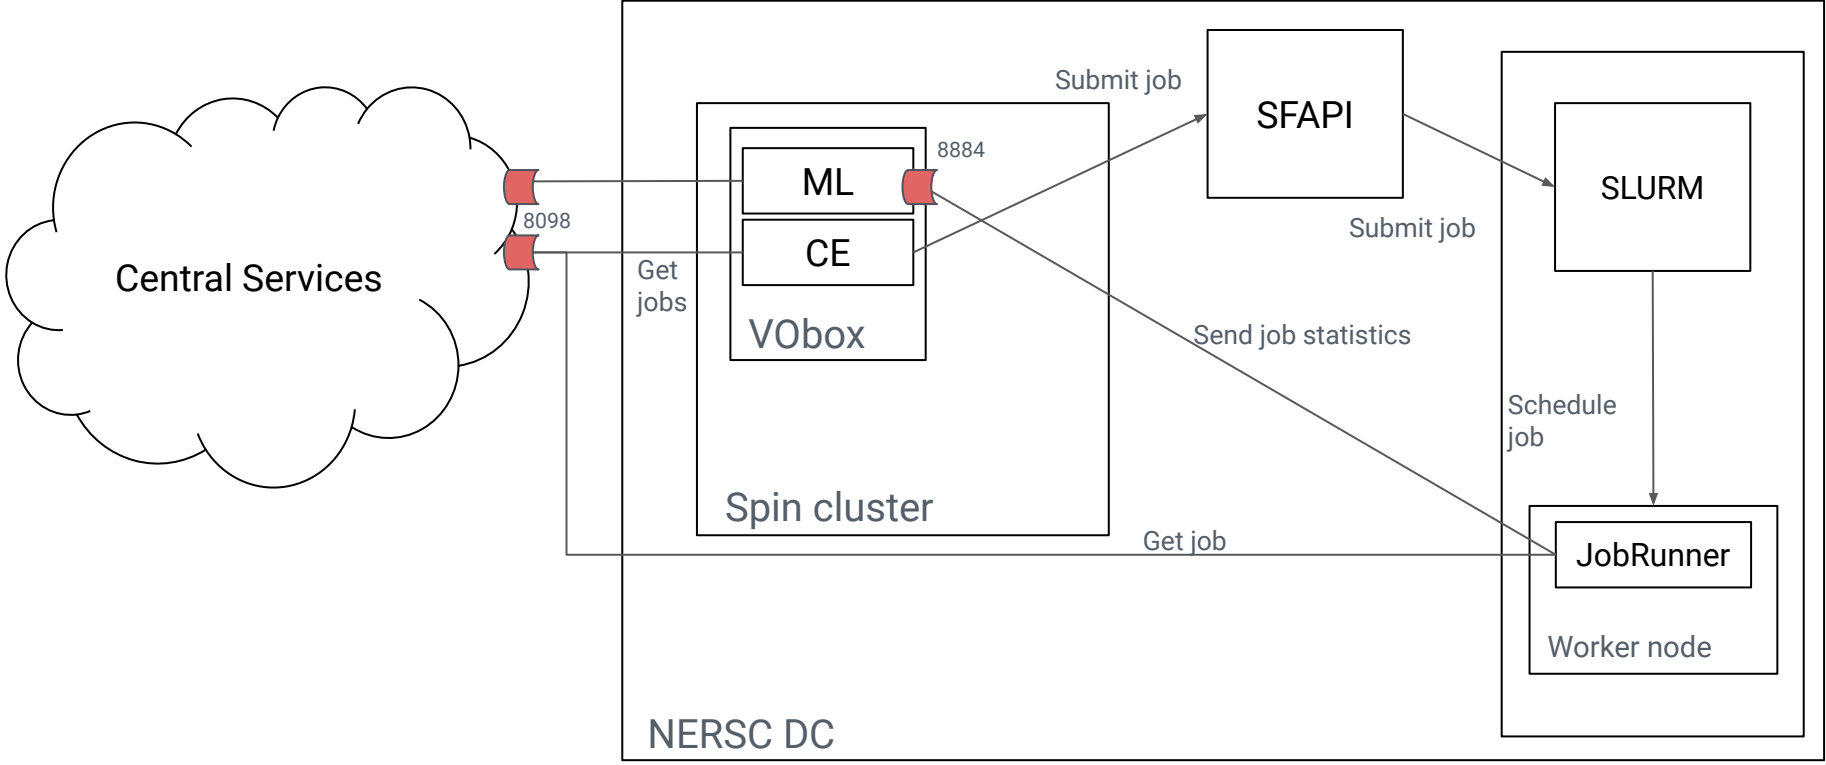 Submit job
SFAPI
8884
ML
SLURM
8098
Submit job
CE
Get
jobs
Central Services
VObox
Send job statistics
Schedule
job
Spin cluster
Get job
JobRunner
Worker node
NERSC DC